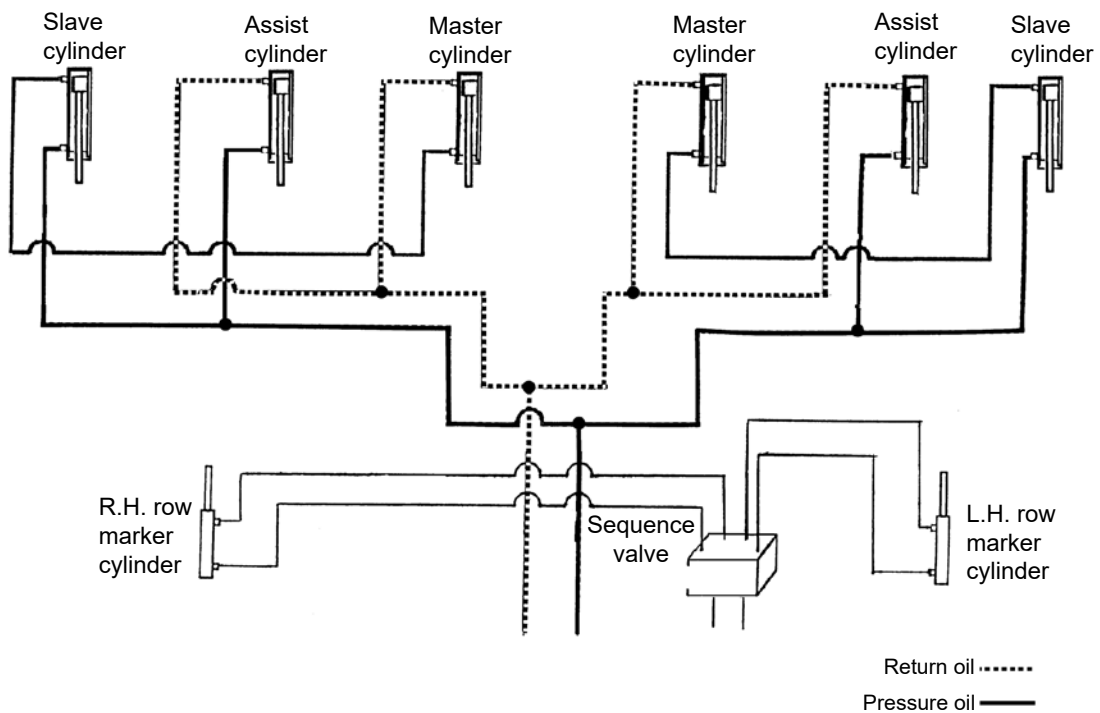 Slave
cylinder
Assist
cylinder
Master
cylinder
Master
cylinder
Assist
cylinder
Slave
cylinder
R.H. row
marker
cylinder
Sequence
valve
L.H. row
marker
cylinder
Return oil
Pressure oil